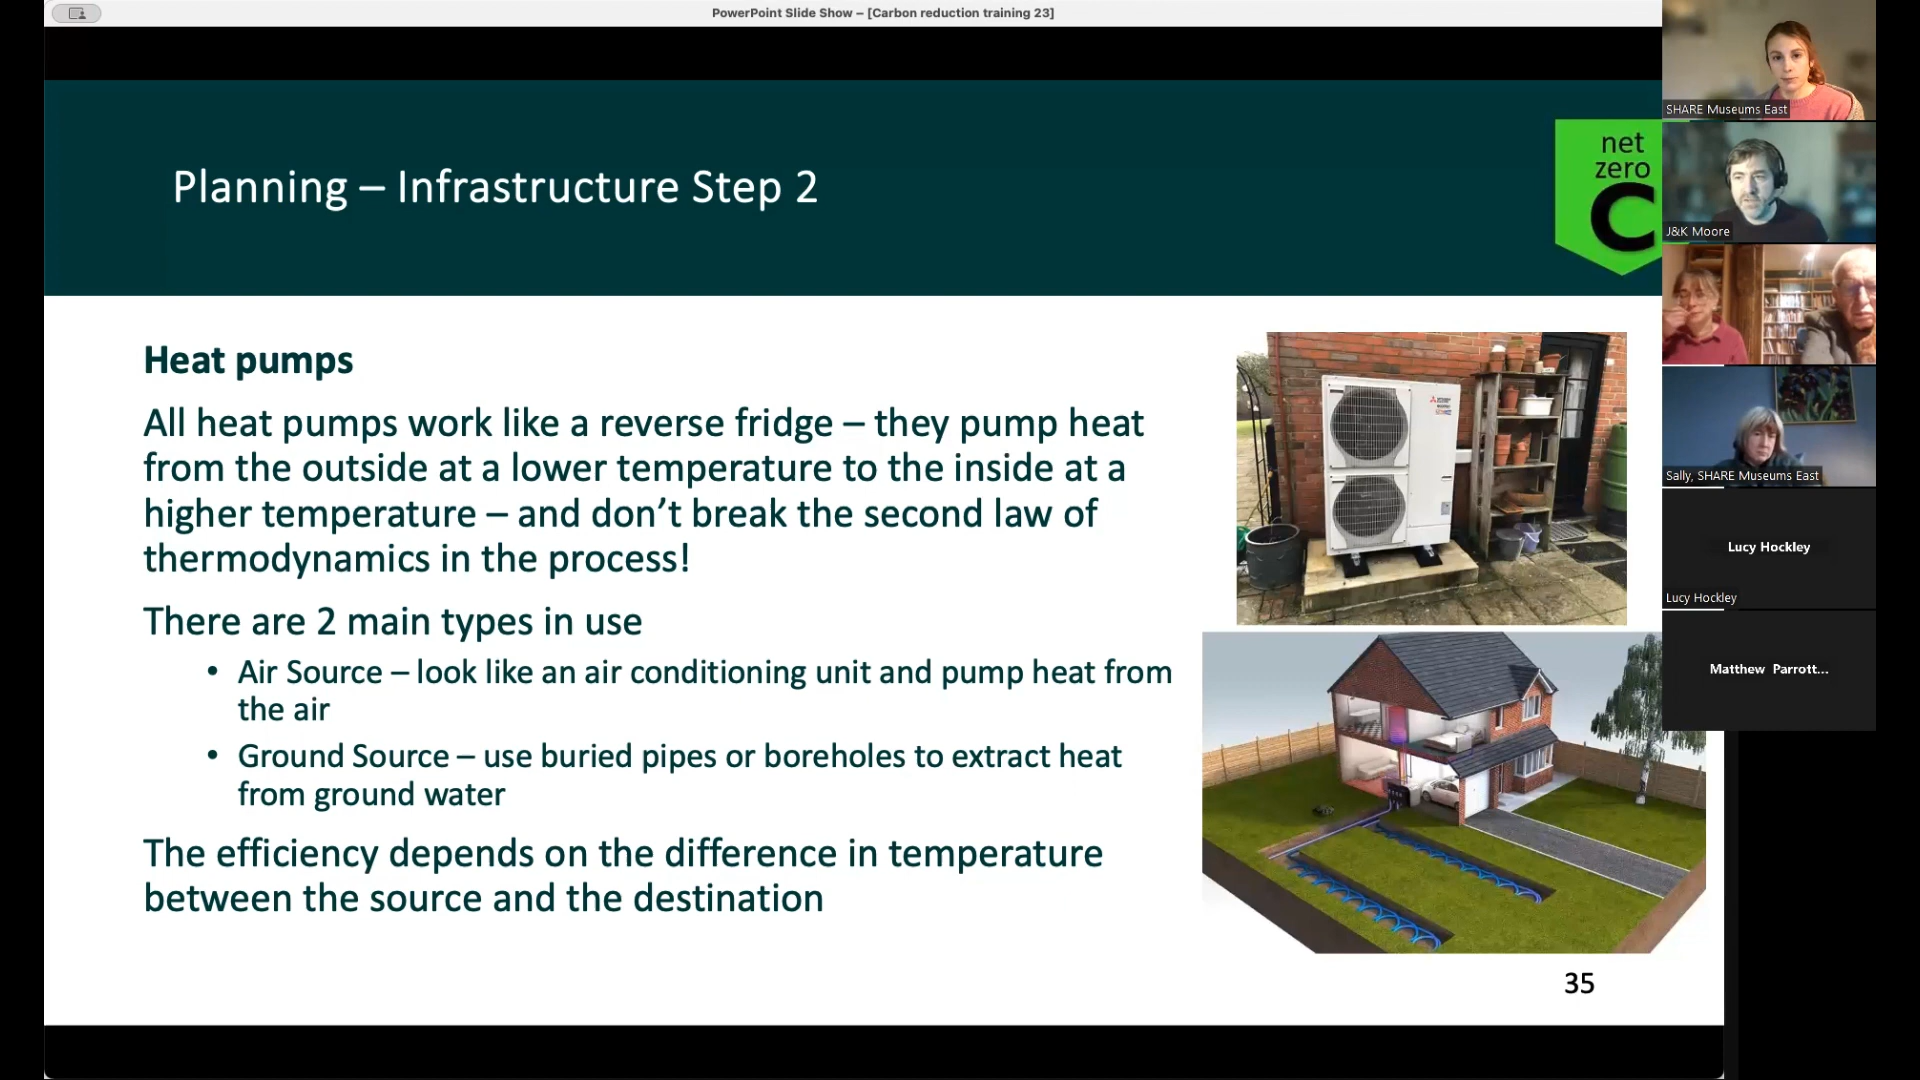 PowerPoint Slide Show – [Carbon reduction training 23]
Planning – Infrastructure Step 2
net
zero
C
Heat pumps
All heat pumps work like a reverse fridge – they pump heat
from the outside at a lower temperature to the inside at a
higher temperature – and don’t break the second law of
thermodynamics in the process!
There are 2 main types in use
• Air Source – look like an air conditioning unit and pump heat from
the air
• Ground Source – use buried pipes or boreholes to extract heat
from ground water
The efficiency depends on the difference in temperature
between the source and the destination
35
SHARE Museums East
J&K Moore
Sally, SHARE Museums East
Lucy Hockley
Lucy Hockley
Matthew Parrott...